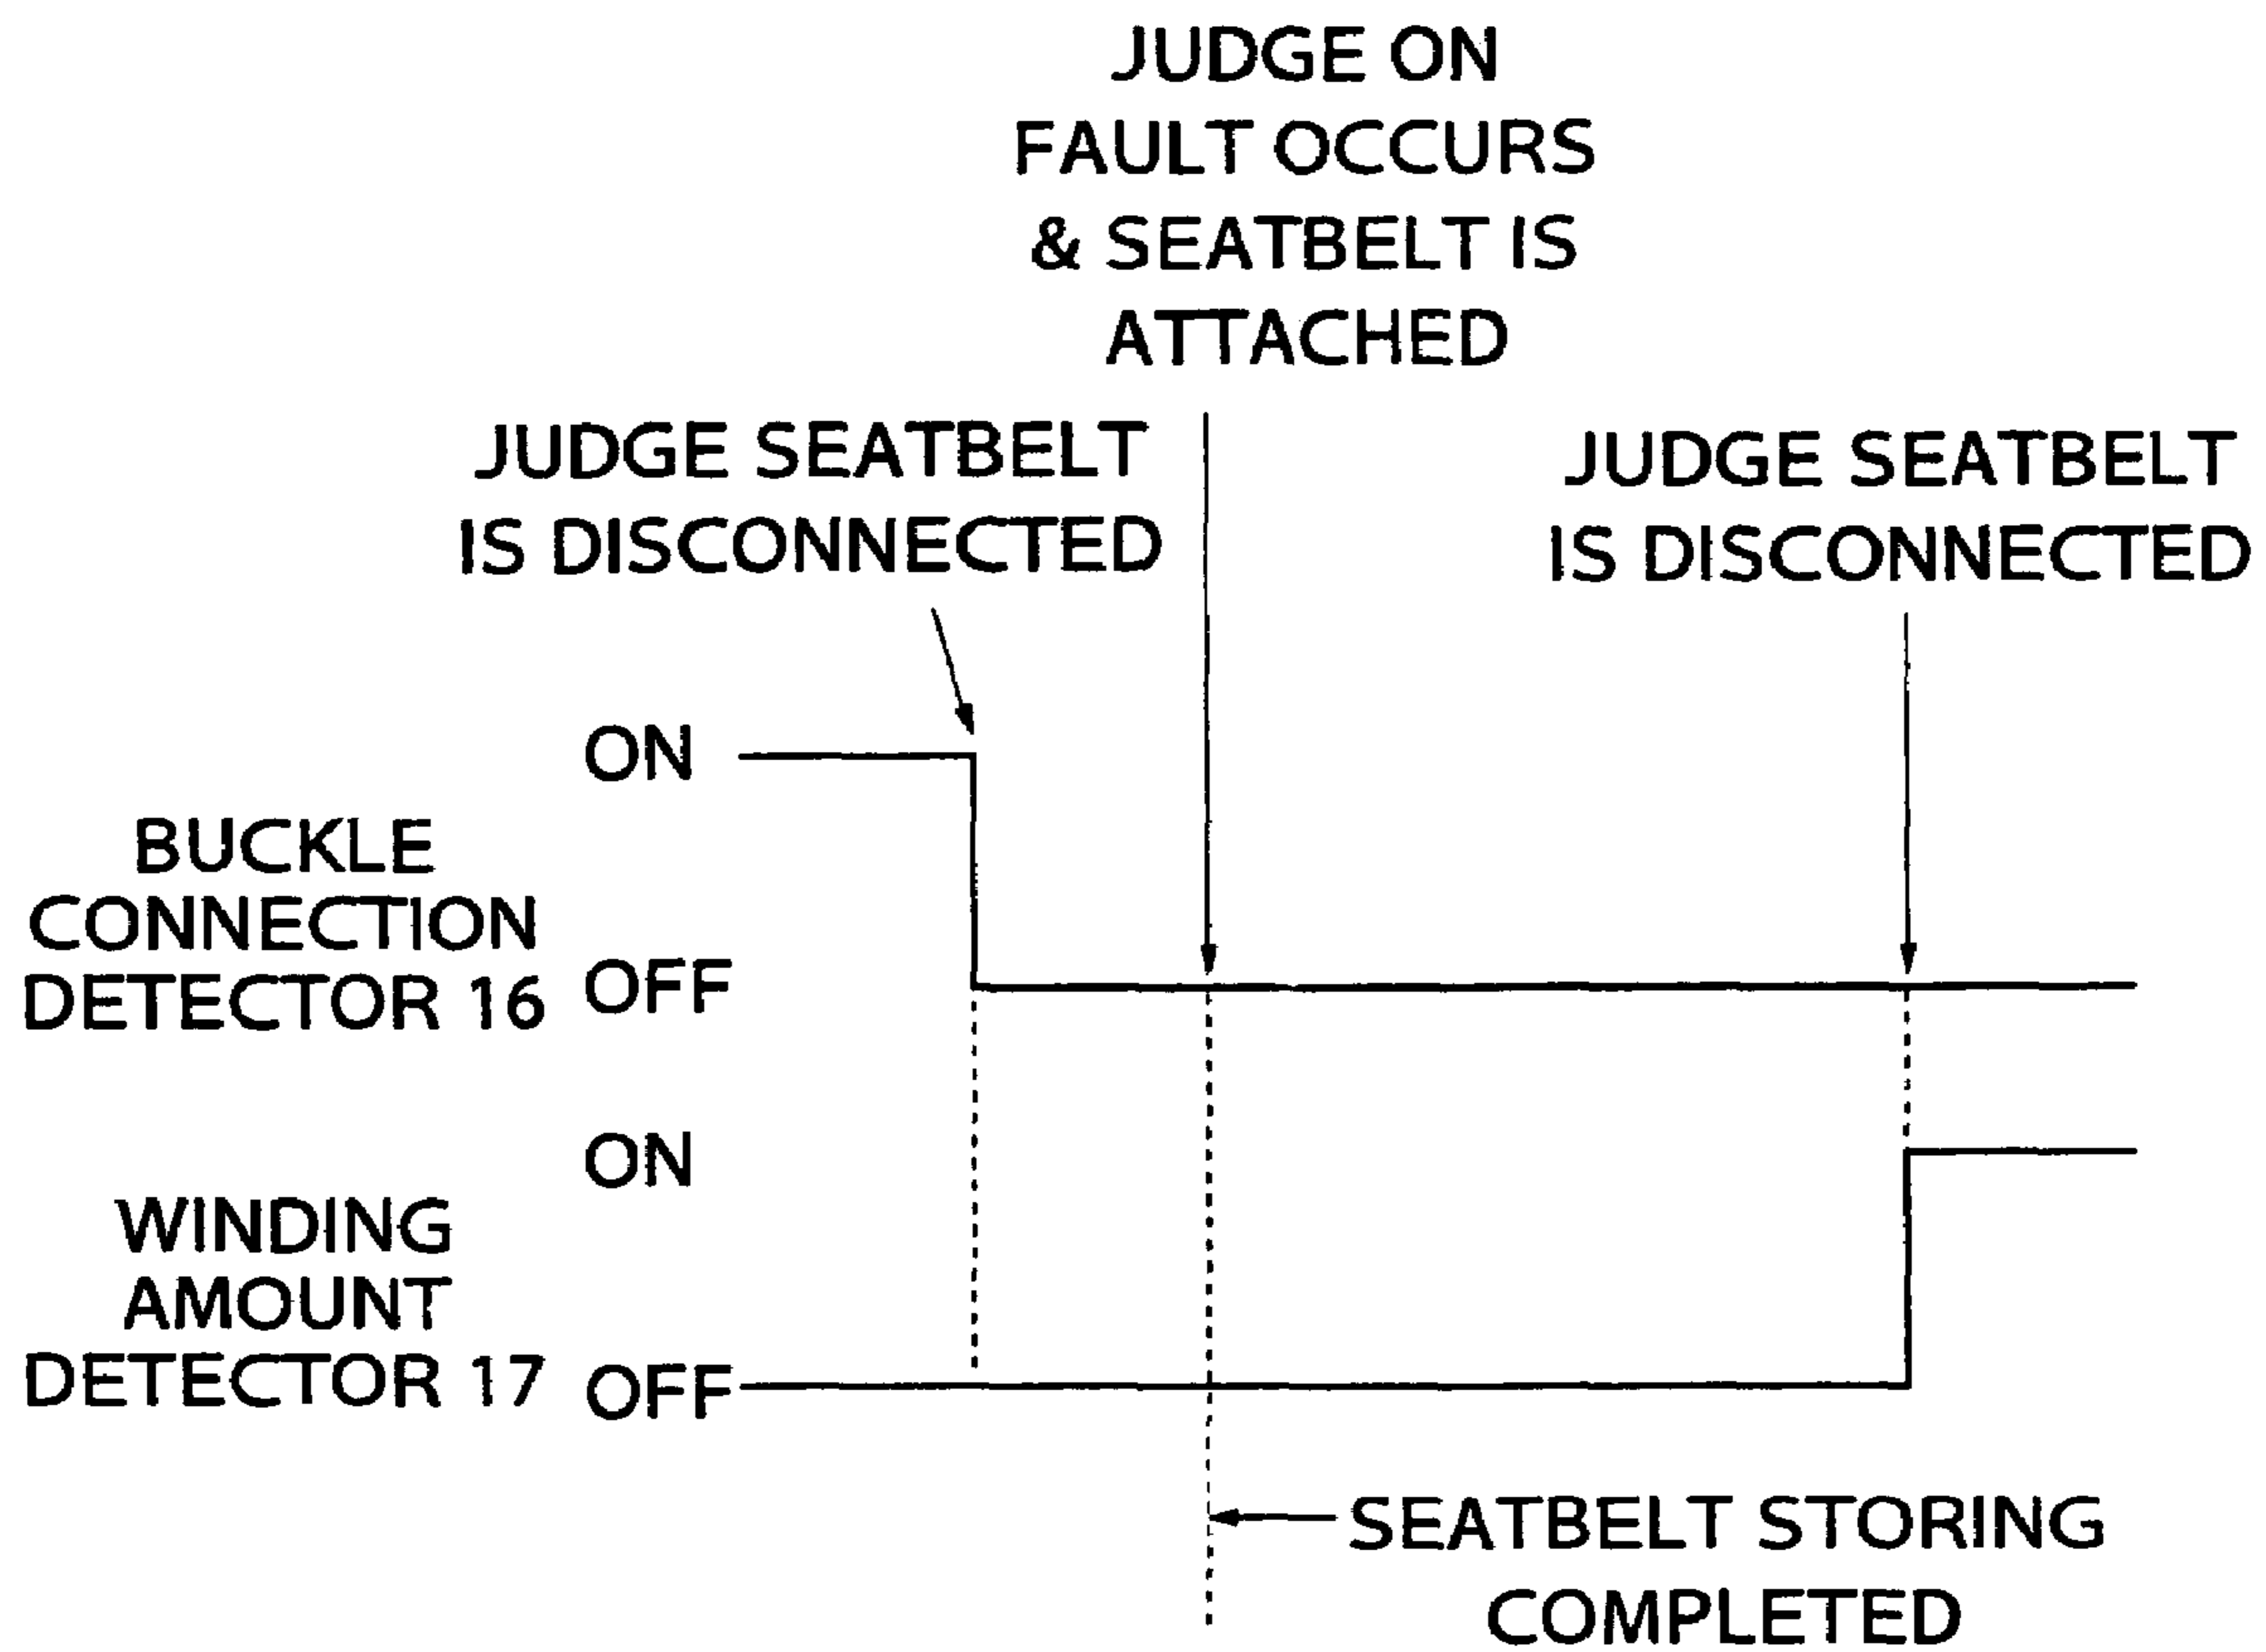 JUDGE ON
FAULT OCCURS
& SEATBELT IS
ATTACHED
JUDGE SEATBELT
IS DISCONNECTED
JUDGE SEATBELT
IS DISCONNECTED
ON
BUCKLE
CONNECTION
DETECTOR 16
OFF
ON
WINDING
AMOUNT
DETECTOR 17
OFF
SEATBELT STORING
COMPLETED